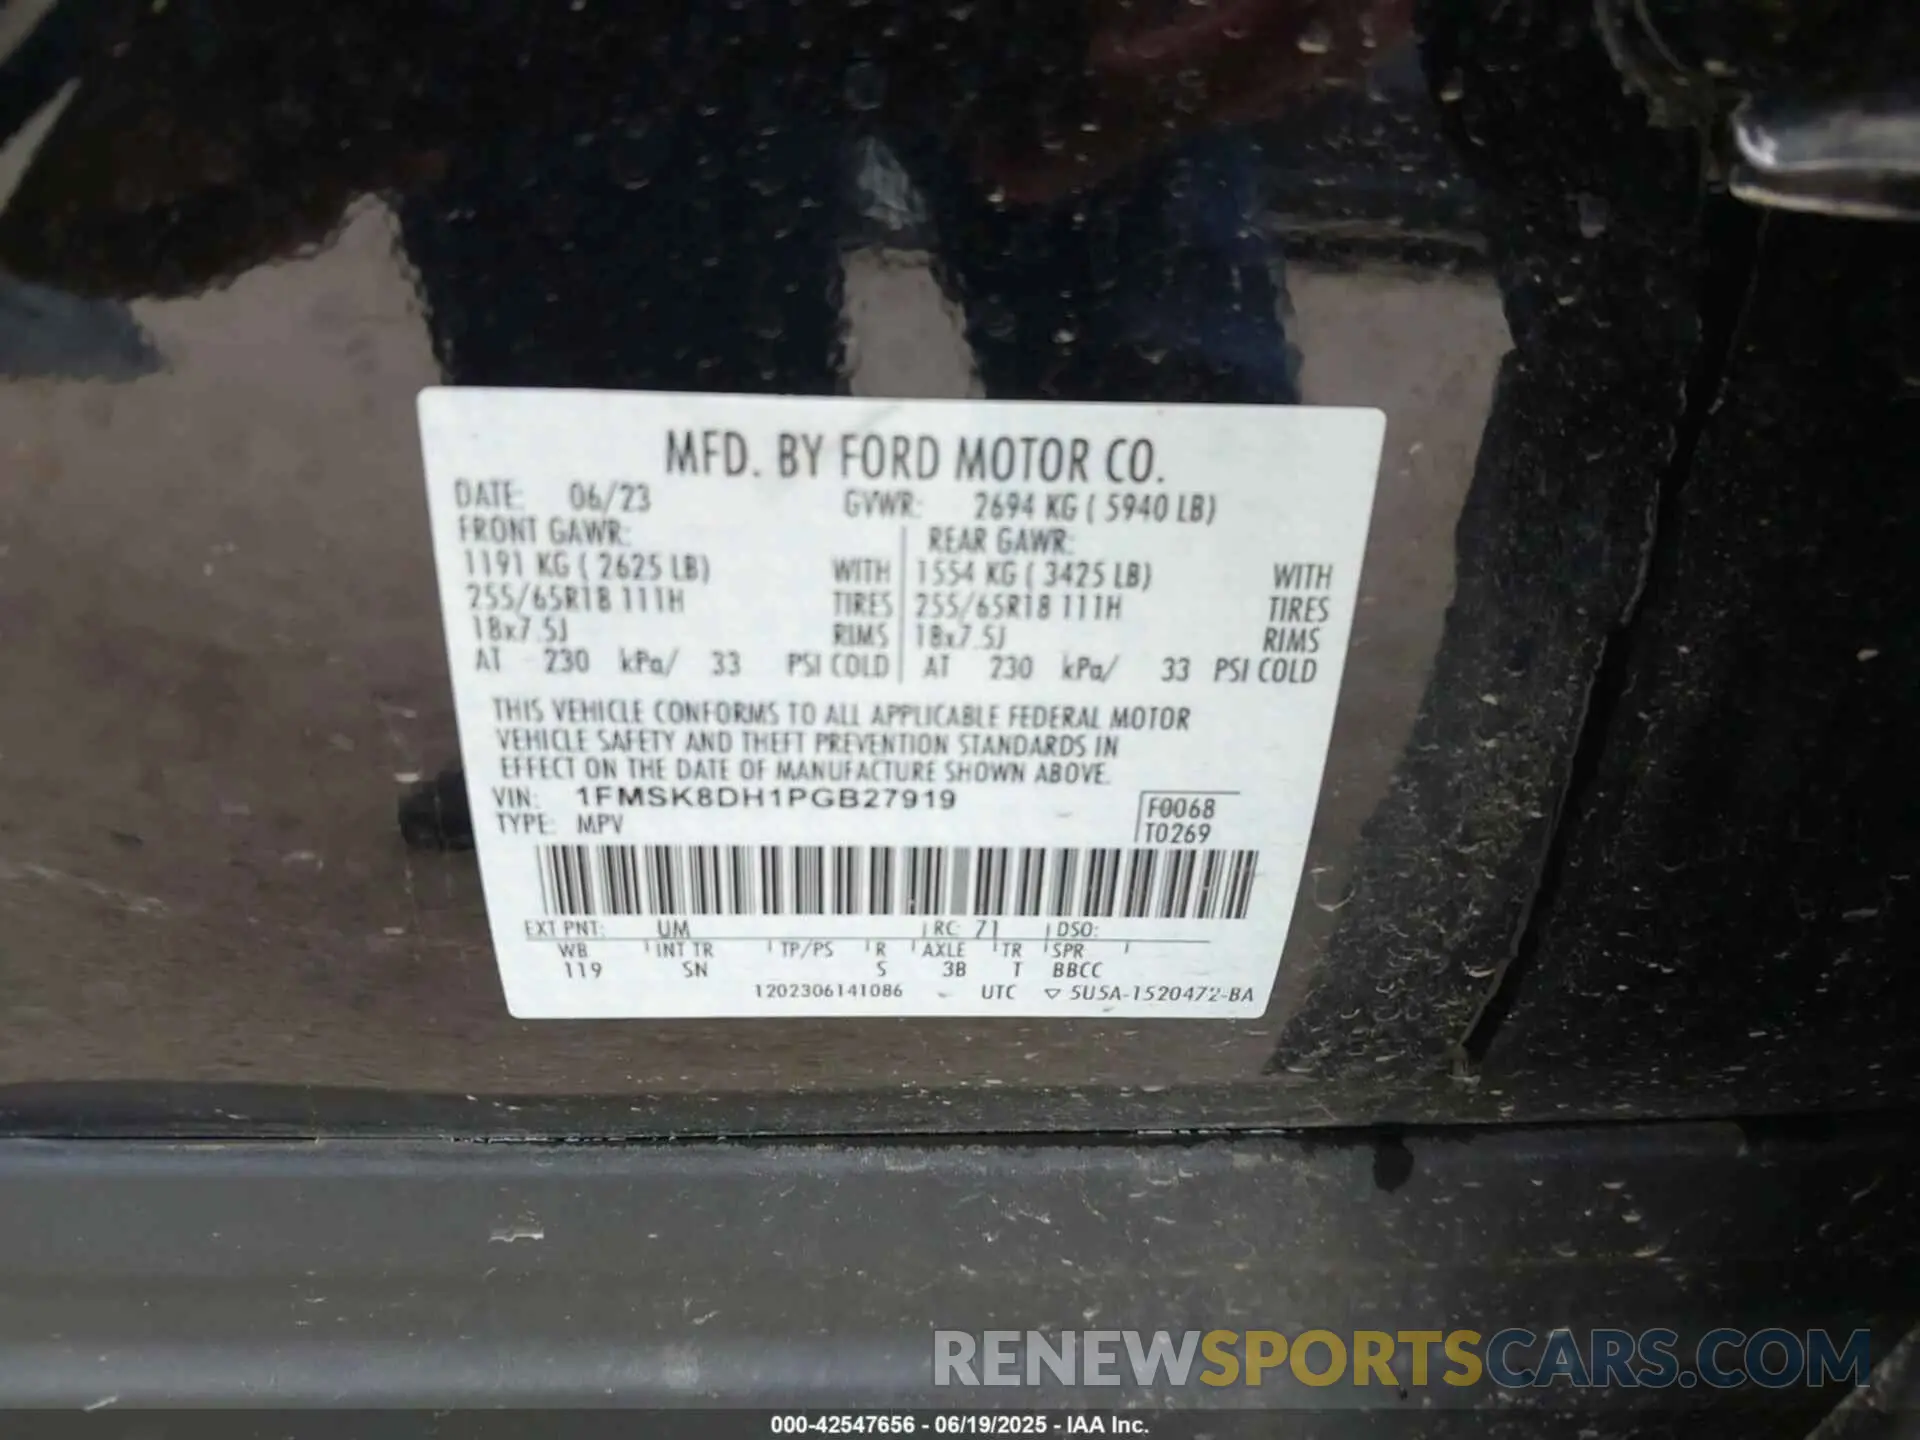 MFD. BY FORD MOTOR CO.
DATE: 06/23 GVWR: 2694 KG ( 5940 LB)
FRONT GAWR: REAR GAWR:
1191 KG ( 2625 LB) WITH 1554 KG ( 3425 LB) WITH
255/65R18 111H TIRES 255/65R18 111H TIRES
18x7.5J RIMS 18x7.5J RIMS
AT 230 kPa/ 33 PSI COLD AT 230 kPa/ 33 PSI COLD
THIS VEHICLE CONFORMS TO ALL APPLICABLE FEDERAL MOTOR
VEHICLE SAFETY AND THEFT PREVENTION STANDARDS IN
EFFECT ON THE DATE OF MANUFACTURE SHOWN ABOVE.
VIN: 1FMSK8DH1PGB27919
TYPE: MPV
F0068
T0269
EXT PNT: UM RC: 71 DSO:
WB INT TR TP/PS R AXLE TR SPR
119 SN S 3B T BBCC
1202306141086 UTC ▽ 5U5A-1520472-BA
RENEWSPORTSCARS.COM
000-42547656 - 06/19/2025 - IAA Inc.